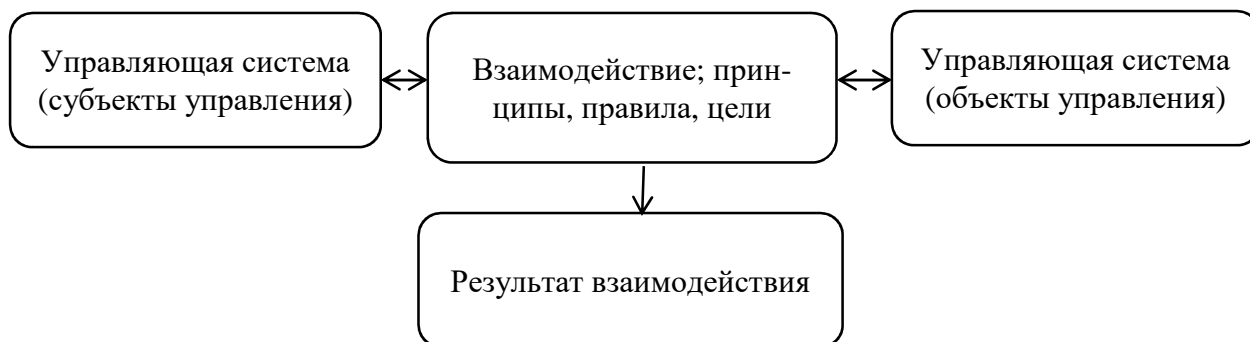 Управляющая система
(субъекты управления)
Взаимодействие; прин-
ципы, правила, цели
Управляющая система
(объекты управления)
Результат взаимодействия